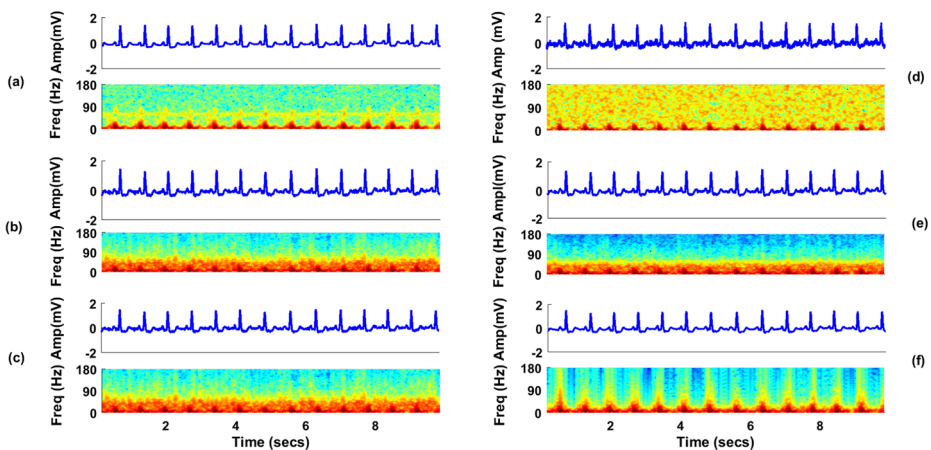 2
0
-2
Freq (Hz) Amp(mV)
(a)
180
90
0
2
0
-2
Freq (Hz) Amp(mV)
(b)
180
90
0
2
0
-2
Freq (Hz) Amp(mV)
(c)
180
90
0
2 4 6 8
Time (secs)
2
0
-2
Freq (Hz) Amp (mV)
(d)
180
90
0
2
0
-2
Freq (Hz) Ampl(mV)
(e)
180
90
0
2
0
-2
Freq (Hz) Amp(mV)
(f)
180
90
0
2 4 6 8
Time (secs)